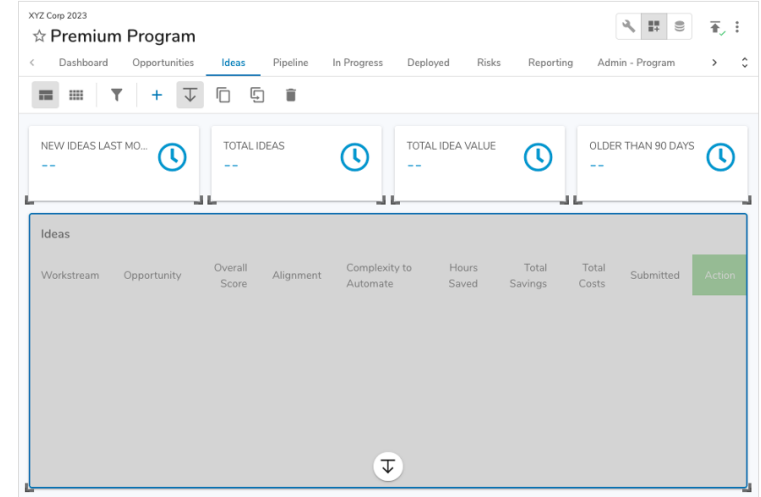 XYZ Corp 2023
Premium Program
Dashboard Opportunities Ideas Pipeline In Progress Deployed Risks Reporting Admin - Program
NEW IDEAS LAST MO... TOTAL IDEAS TOTAL IDEA VALUE OLDER THAN 90 DAYS
-- -- -- --
Ideas
Workstream Opportunity Overall Score Alignment Complexity to Automate Hours Saved Total Savings Total Costs Submitted Action